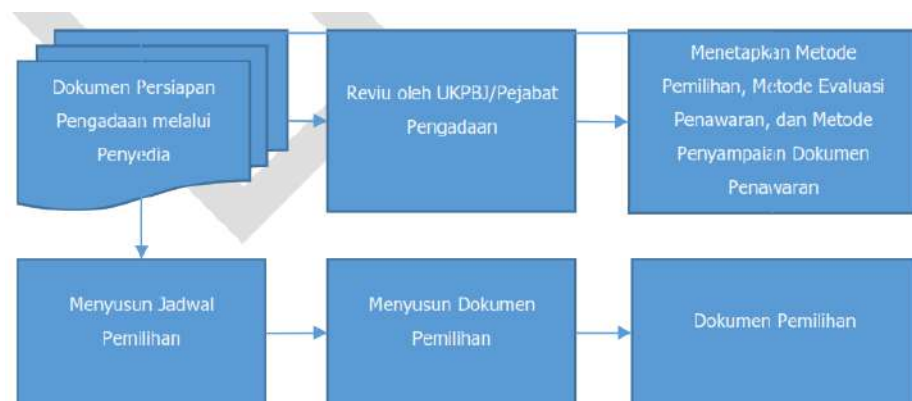 Dokumen Persiapan
Pengadaan melalui
Penyedia
Reviu oleh UKPBJ/Pejabat
Pengadaan
Menetapkan Metode
Pemilihan, Metode Evaluasi
Penawaran, dan Metode
Penyampaian Dokumen
Penawaran
Menyusun Jadwal
Pemilihan
Menyusun Dokumen
Pemilihan
Dokumen Pemilihan